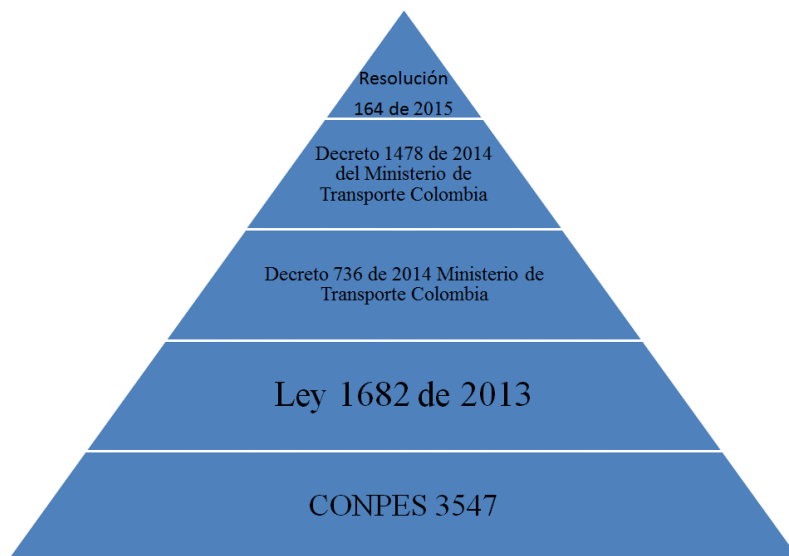 Resolución
164 de 2015
Decreto 1478 de 2014
del Ministerio de
Transporte Colombia
Decreto 736 de 2014 Ministerio de
Transporte Colombia
Ley 1682 de 2013
CONPES 3547